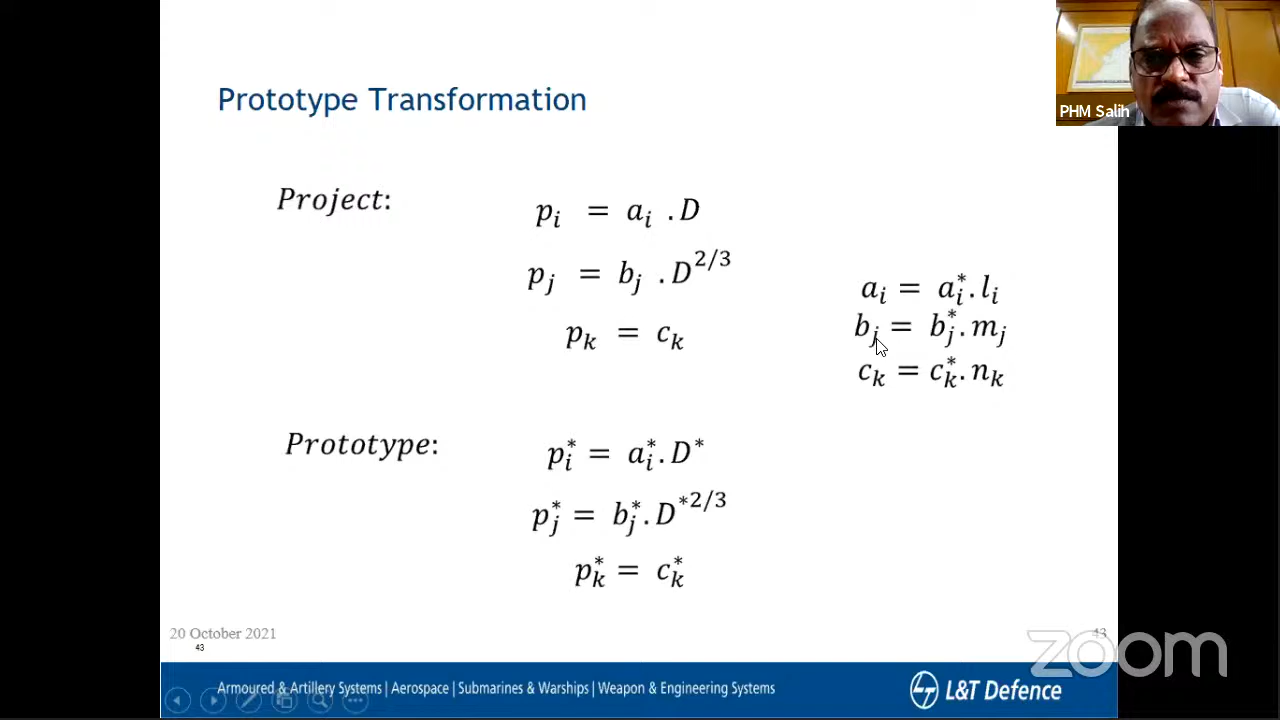 Prototype Transformation
PHM Salih
Project:
p_i = a_i . D
p_j = b_j . D^{2/3}
p_k = c_k
a_i = a_i^*. l_i
b_j = b_j^*. m_j
c_k = c_k^*. n_k
Prototype:
p_i^* = a_i^*. D^*
p_j^* = b_j^*. D^{*2/3}
p_k^* = c_k^*
20 October 2021
43
43
zoom
Armoured & Artillery Systems | Aerospace | Submarines & Warships | Weapon & Engineering Systems
L&T Defence